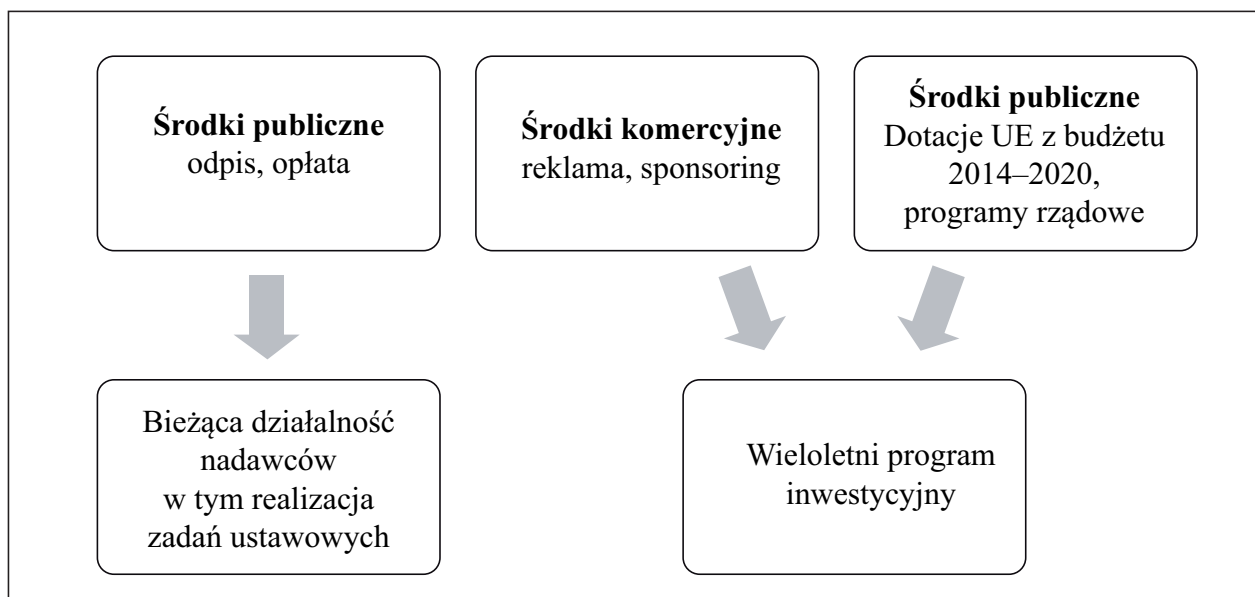 Środki publiczne
odpis, opłata
Środki komercyjne
reklama, sponsoring
Środki publiczne
Dotacje UE z budżetu
2014–2020,
programy rządowe
Bieżąca działalność
nadawców
w tym realizacja
zadań ustawowych
Wieloletni program
inwestycyjny